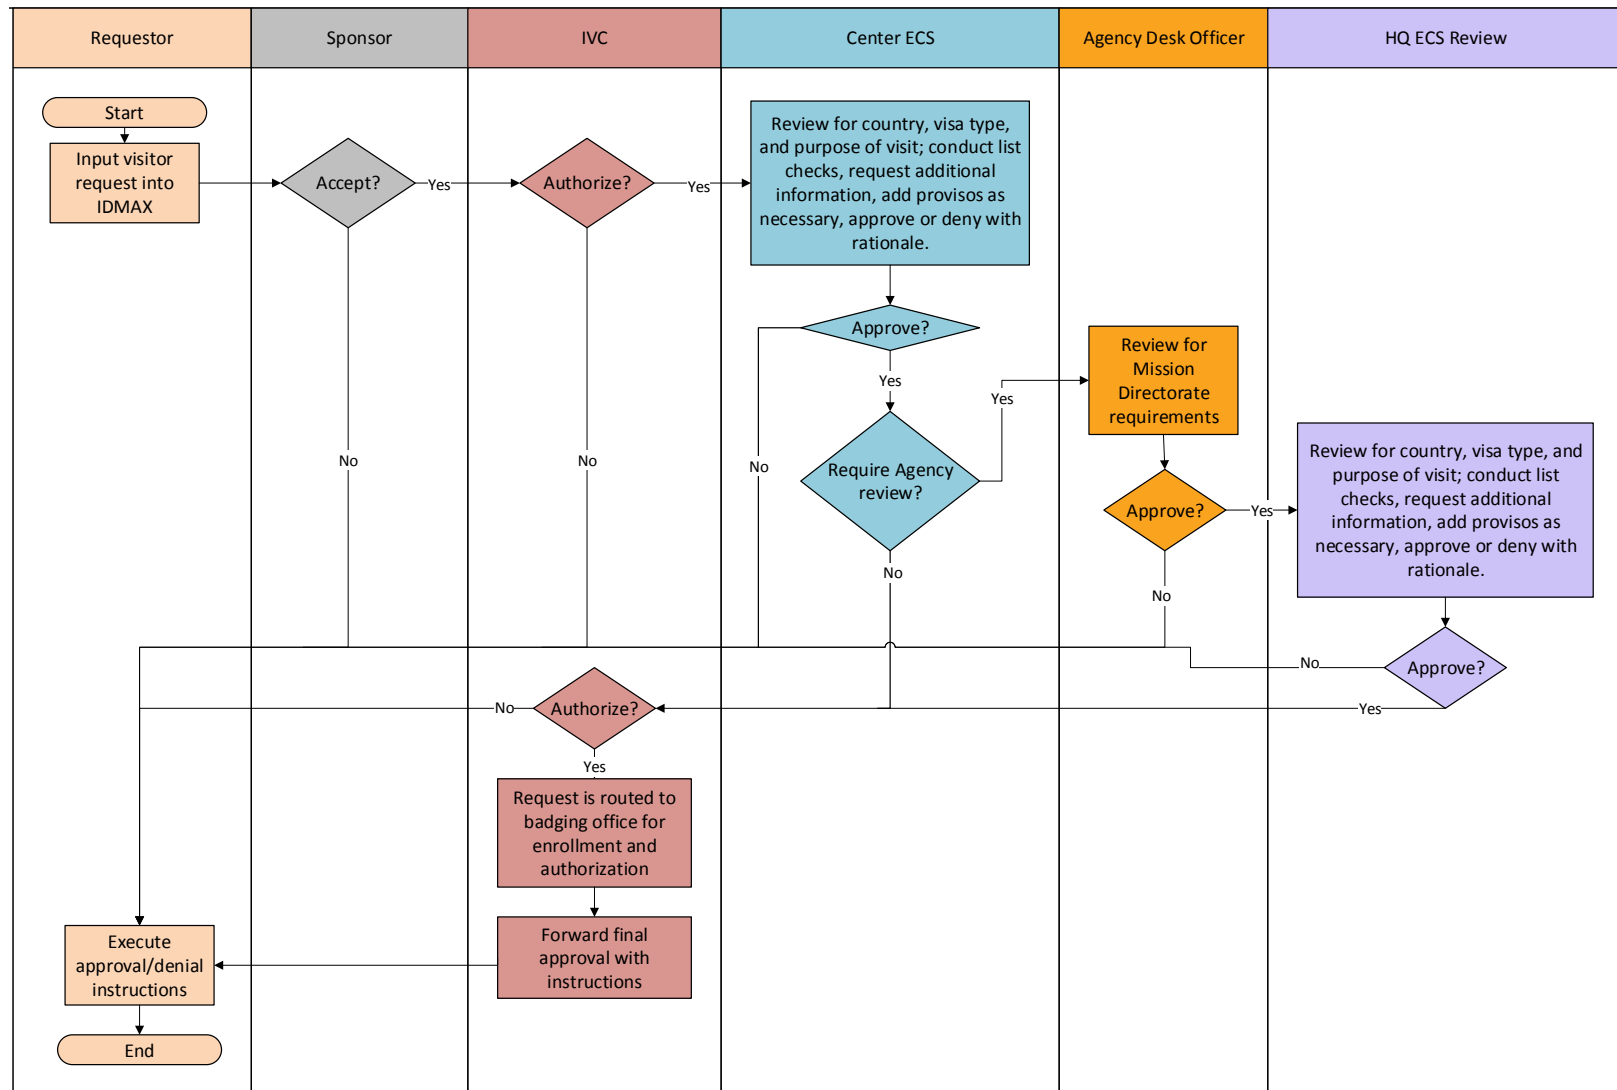 Requestor
Sponsor
IVC
Center ECS
Agency Desk Officer
HQ ECS Review
Start
Input visitor
request into
IDMAX
Accept?
Yes
No
Authorize?
Yes
No
Review for country, visa type,
and purpose of visit; conduct list
checks, request additional
information, add provisos as
necessary, approve or deny with
rationale.
Approve?
No
Yes
Require Agency
review?
Yes
No
Review for
Mission
Directorate
requirements
Approve?
Yes
No
Review for country, visa type, and
purpose of visit; conduct list
checks, request additional
information, add provisos as
necessary, approve or deny with
rationale.
Approve?
No
Yes
Authorize?
No
Yes
Request is routed to
badging office for
enrollment and
authorization
Forward final
approval with
instructions
Execute
approval/denial
instructions
End